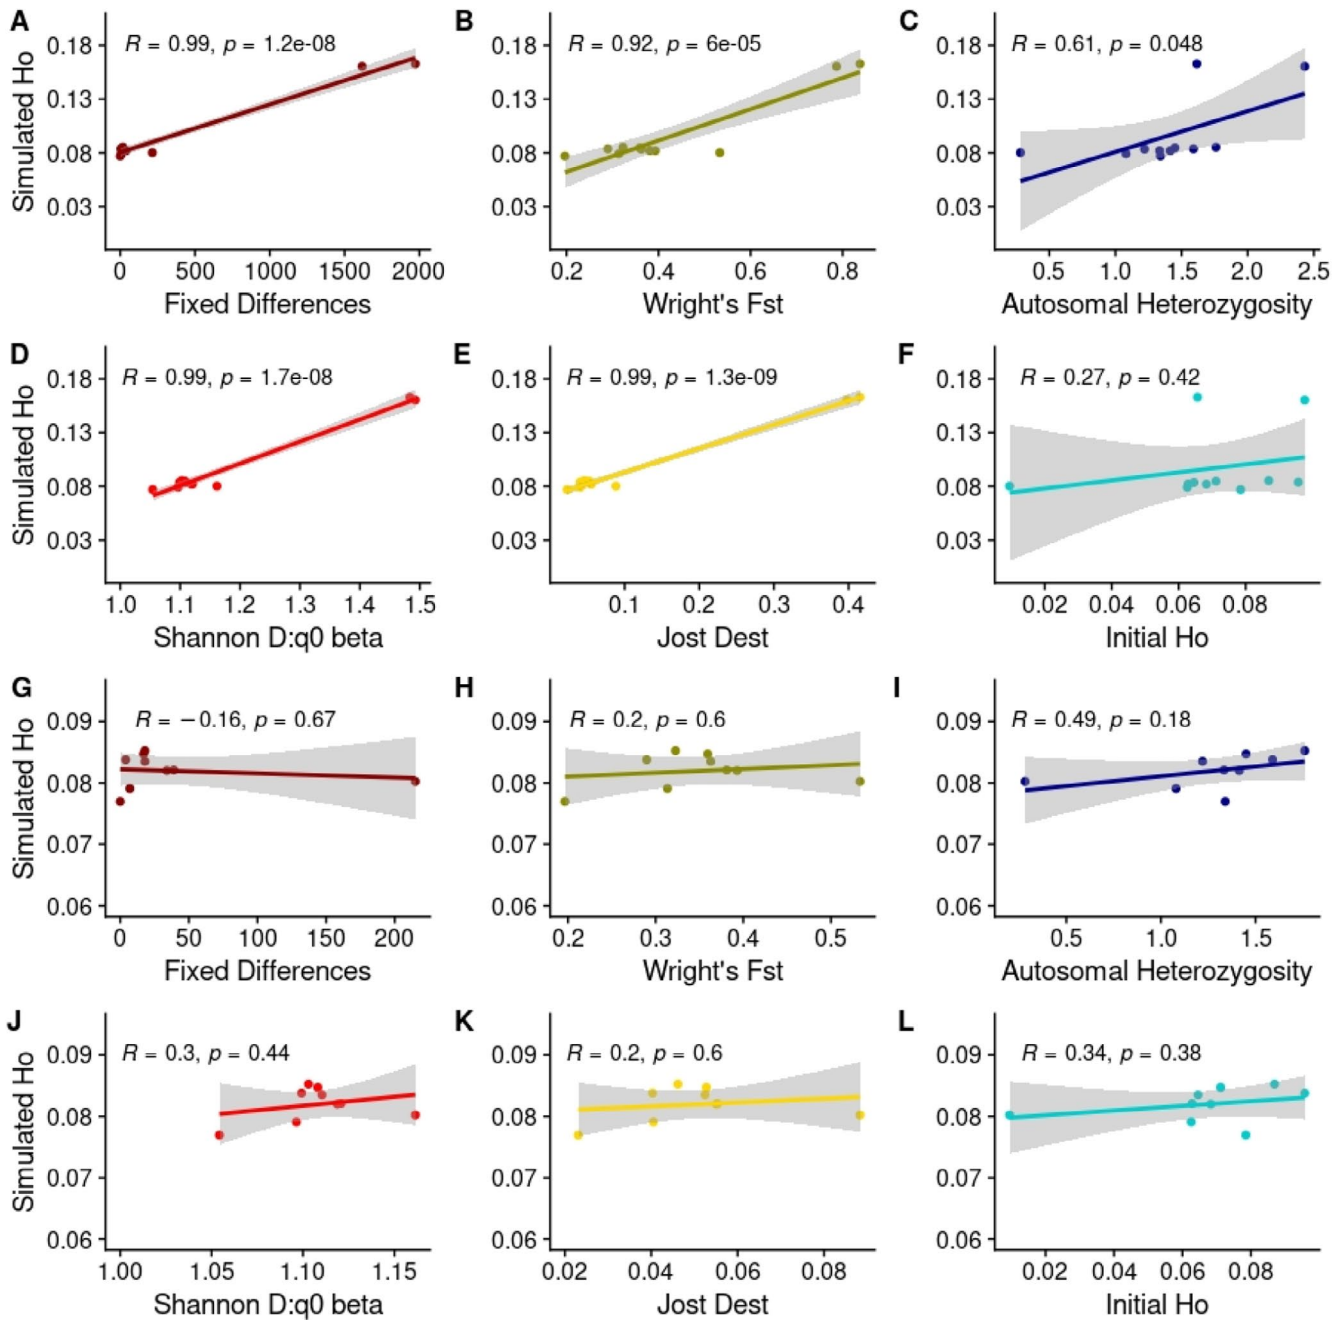 A
B
C
Simulated Ho
0.18
0.13
0.08
0.03
R = 0.99, p = 1.2e-08
0 500 1000 1500 2000
Fixed Differences
0.18
0.13
0.08
0.03
R = 0.92, p = 6e-05
0.2 0.4 0.6 0.8
Wright's Fst
0.18
0.13
0.08
0.03
R = 0.61, p = 0.048
0.5 1.0 1.5 2.0 2.5
Autosomal Heterozygosity
D
E
F
Simulated Ho
0.18
0.13
0.08
0.03
R = 0.99, p = 1.7e-08
1.0 1.1 1.2 1.3 1.4 1.5
Shannon D:q0 beta
0.18
0.13
0.08
0.03
R = 0.99, p = 1.3e-09
0.1 0.2 0.3 0.4
Jost Dest
0.18
0.13
0.08
0.03
R = 0.27, p = 0.42
0.02 0.04 0.06 0.08
Initial Ho
G
H
I
Simulated Ho
0.09
0.08
0.07
0.06
R = −0.16, p = 0.67
0 50 100 150 200
Fixed Differences
0.09
0.08
0.07
0.06
R = 0.2, p = 0.6
0.2 0.3 0.4 0.5
Wright's Fst
0.09
0.08
0.07
0.06
R = 0.49, p = 0.18
0.5 1.0 1.5
Autosomal Heterozygosity
J
K
L
Simulated Ho
0.09
0.08
0.07
0.06
R = 0.3, p = 0.44
1.00 1.05 1.10 1.15
Shannon D:q0 beta
0.09
0.08
0.07
0.06
R = 0.2, p = 0.6
0.02 0.04 0.06 0.08
Jost Dest
0.09
0.08
0.07
0.06
R = 0.34, p = 0.38
0.02 0.04 0.06 0.08
Initial Ho